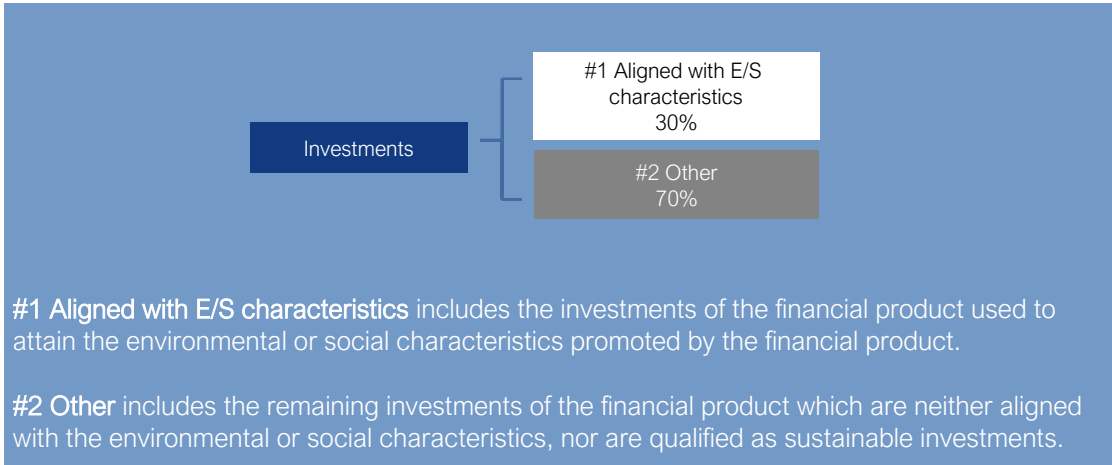 #1 Aligned with E/S
characteristics
30%
Investments
#2 Other
70%
#1 Aligned with E/S characteristics includes the investments of the financial product used to
attain the environmental or social characteristics promoted by the financial product.
#2 Other includes the remaining investments of the financial product which are neither aligned
with the environmental or social characteristics, nor are qualified as sustainable investments.